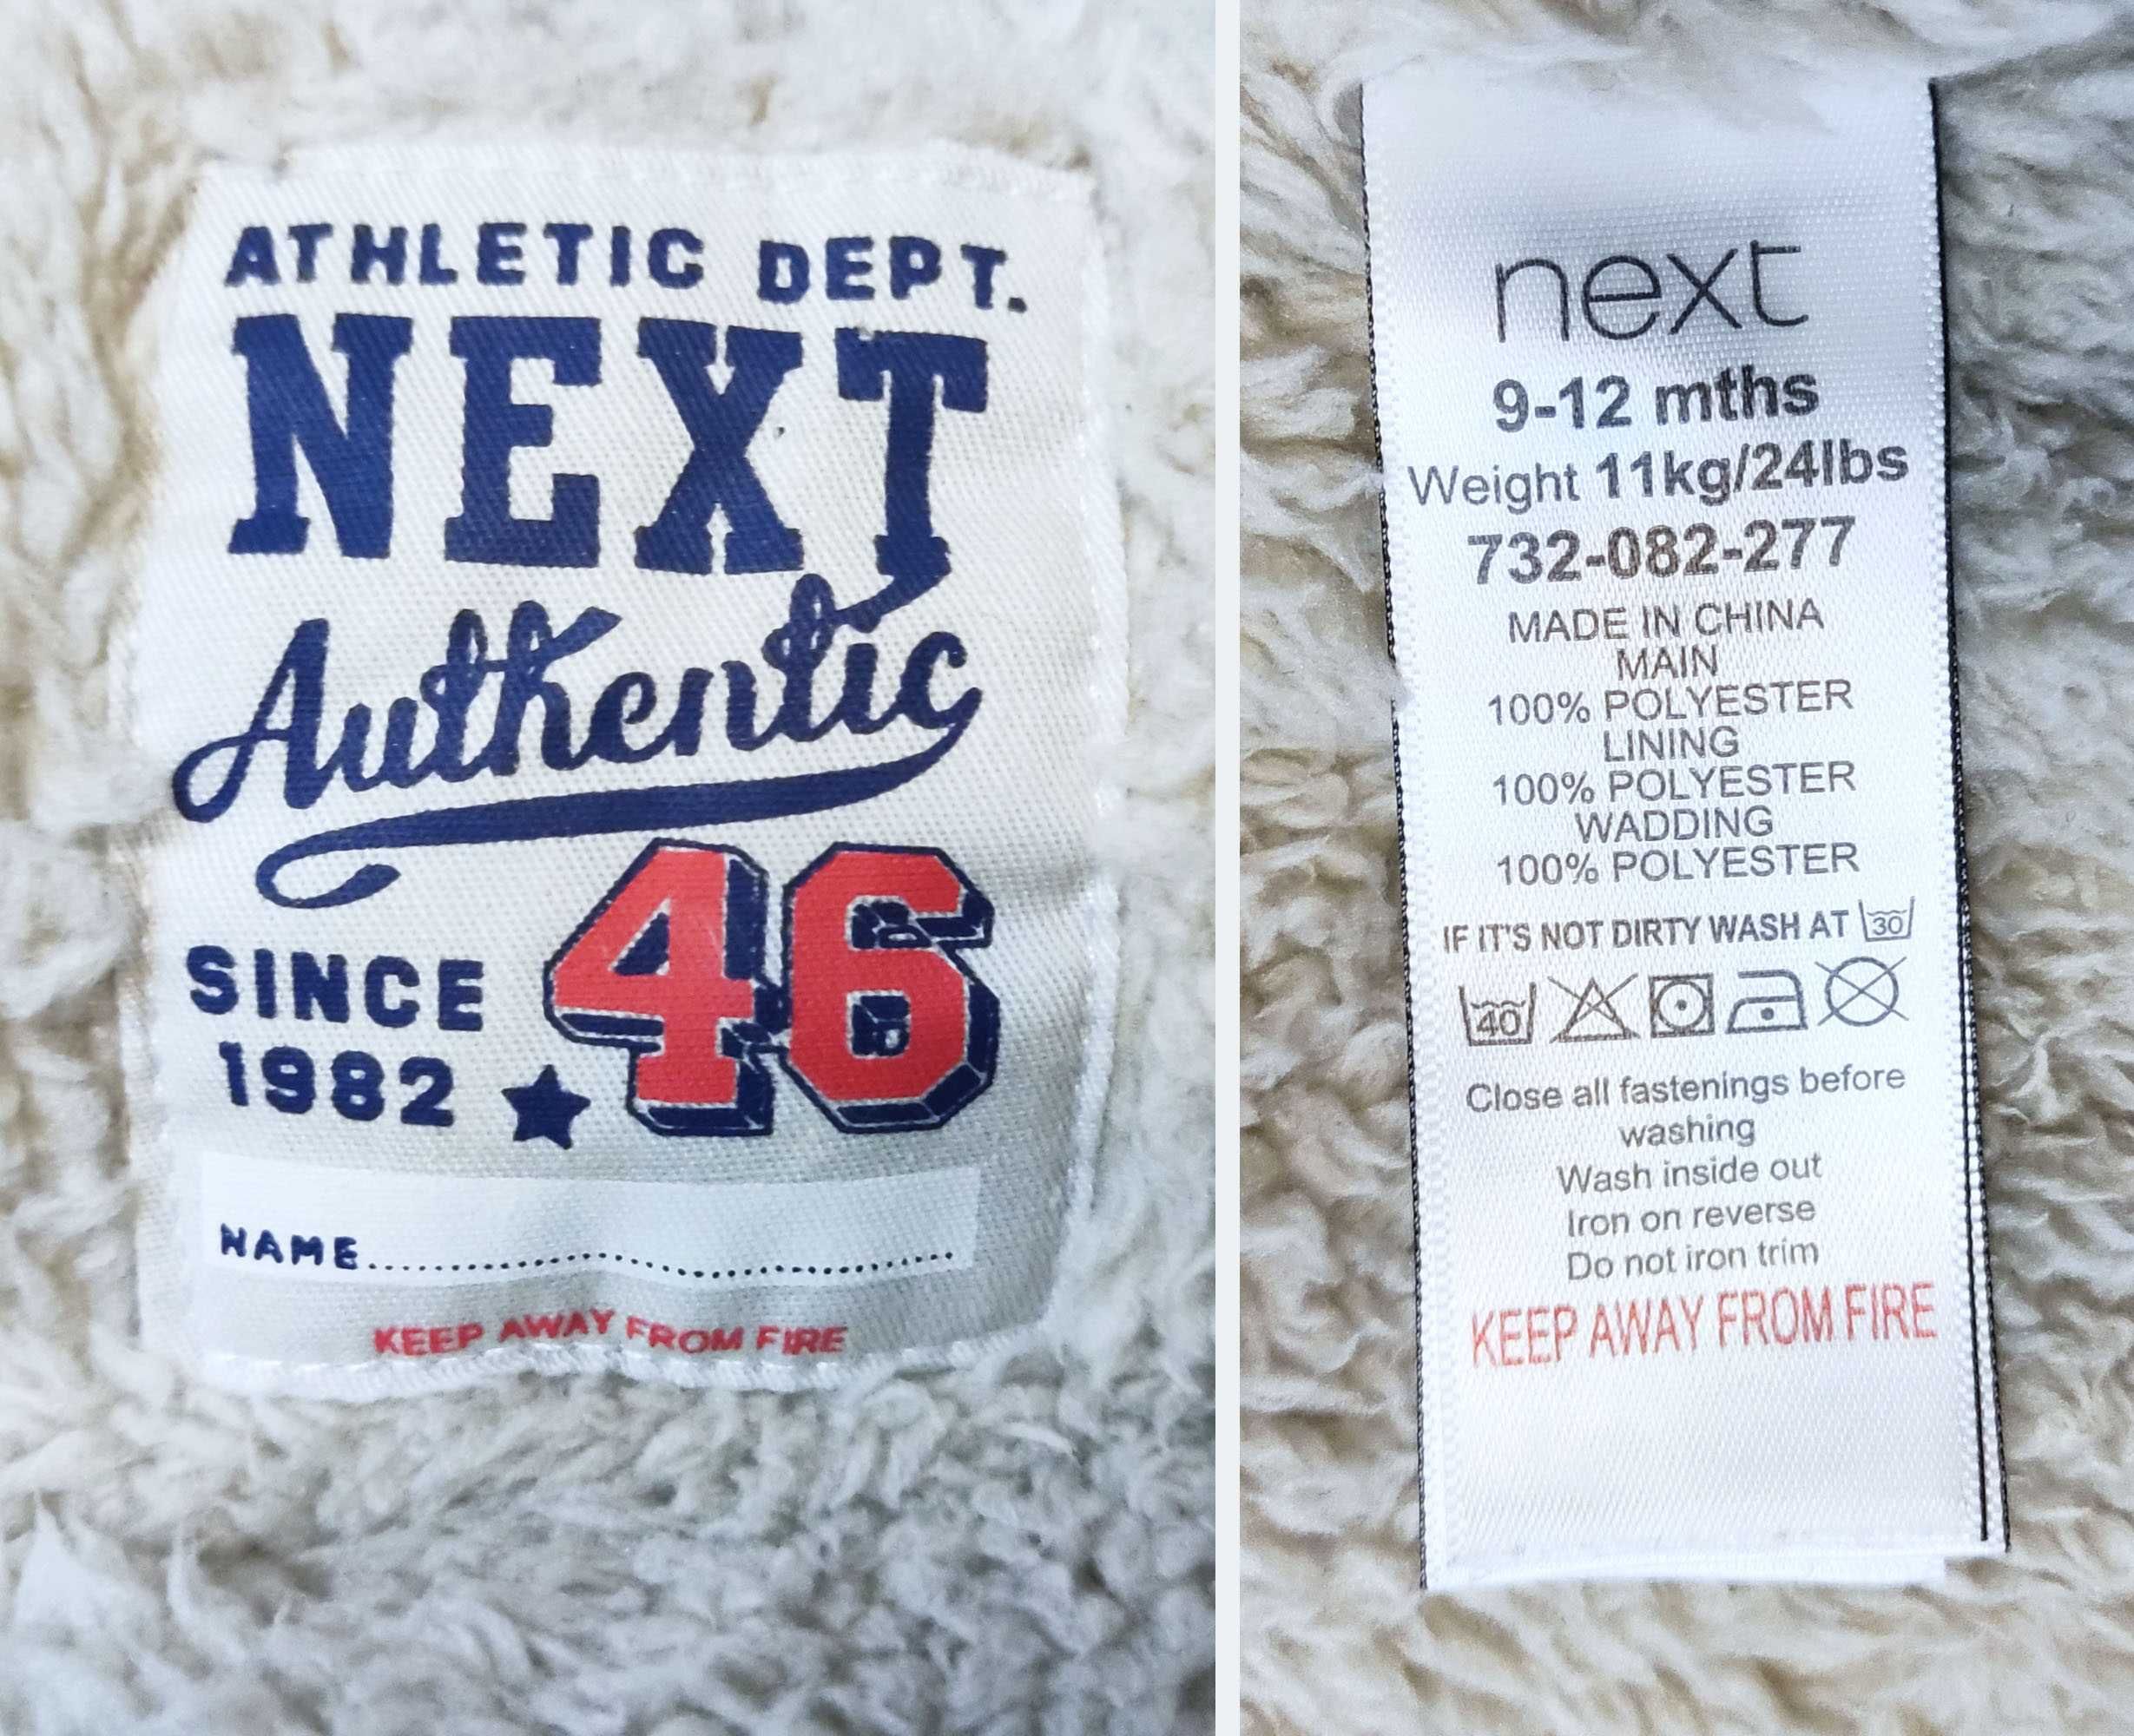 ATHLETIC DEPT.
NEXT
Authentic
SINCE
1982
46
NAME..............................................
KEEP AWAY FROM FIRE
next
9-12 mths
Weight 11kg/24lbs
732-082-277
MADE IN CHINA
MAIN
100% POLYESTER
LINING
100% POLYESTER
WADDING
100% POLYESTER
IF IT'S NOT DIRTY WASH AT 30
40
Close all fastenings before
washing
Wash inside out
Iron on reverse
Do not iron trim
KEEP AWAY FROM FIRE